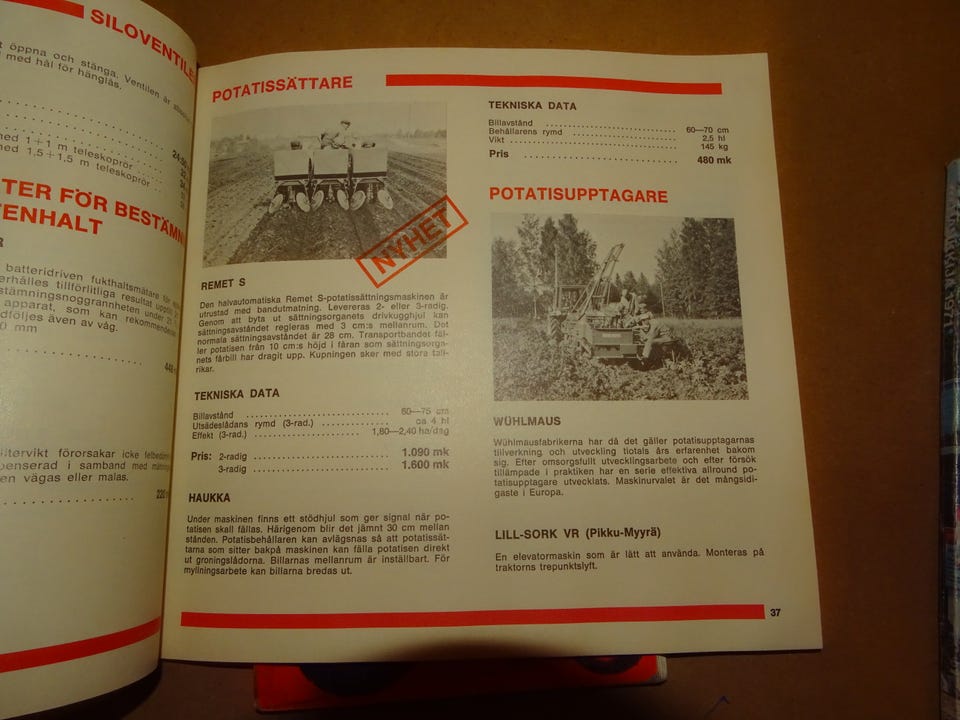 SILOVENTILER
t öppna och stänga. Ventilen är
med hål för hänglås.
med 1+1 m teleskoprör
med 1,5+1,5 m teleskoprör
TER FÖR BESTÄMN
TENHALT
R
batteridriven fukthaltsmätare för
erhålles tillförlitliga resultat
stämningsnoggrannheten under
apparat, som kan rekommenderas
dföljes även av våg.
0 mm
ltervikt förorsakar icke
penserad i samband med
en vägas eller malas.
POTATISSÄTTARE
NYHET
REMET S
Den halvautomatiska Remet S-potatissättningsmaskinen är
utrustad med bandutmatning. Levereras 2- eller 3-radig.
Genom att byta ut sättningsorganets drivkugghjul kan
sättningsavståndet regleras med 3 cm:s mellanrum. Det
normala sättningsavståndet är 28 cm. Transportbandet fäl-
ler potatisen från 10 cm:s höjd i fåran som sättningsorga-
nets fårbill har dragit upp. Kupningen sker med stora tall-
rikar.
TEKNISKA DATA
Billavstånd ........ 60—75 cm
Utsädeslådans rymd (3-rad.) ........ ca 4 hl
Effekt (3-rad.) ........ 1,80—2,40 ha/dag
Pris: 2-radig ........ 1.090 mk
3-radig ........ 1.600 mk
HAUKKA
Under maskinen finns ett stödhjul som ger signal när po-
tatisen skall fällas. Härigenom blir det jämnt 30 cm mellan
stånden. Potatisbehållaren kan avlägsnas så att potatissät-
tarna som sitter bakpå maskinen kan fälla potatisen direkt
ut groningslådorna. Billarnas mellanrum är inställbart. För
myllningsarbete kan billarna bredas ut.
TEKNISKA DATA
Billavstånd ........ 60—70 cm
Behållarens rymd ........ 2,5 hl
Vikt ........ 145 kg
Pris ........ 480 mk
POTATISUPPTAGARE
WÜHLMAUS
Wühlmausfabrikerna har då det gäller potatisupptagarnas
tillverkning och utveckling tiotals års erfarenhet bakom
sig. Efter omsorgsfullt utvecklingsarbete och efter försök
tillämpade i praktiken har en serie effektiva allround po-
tatisupptagare utvecklats. Maskinurvalet är det mångsidi-
gaste i Europa.
LILL-SORK VR (Pikku-Myyrä)
En elevatormaskin som är lätt att använda. Monteras på
traktorns trepunktslyft.
37